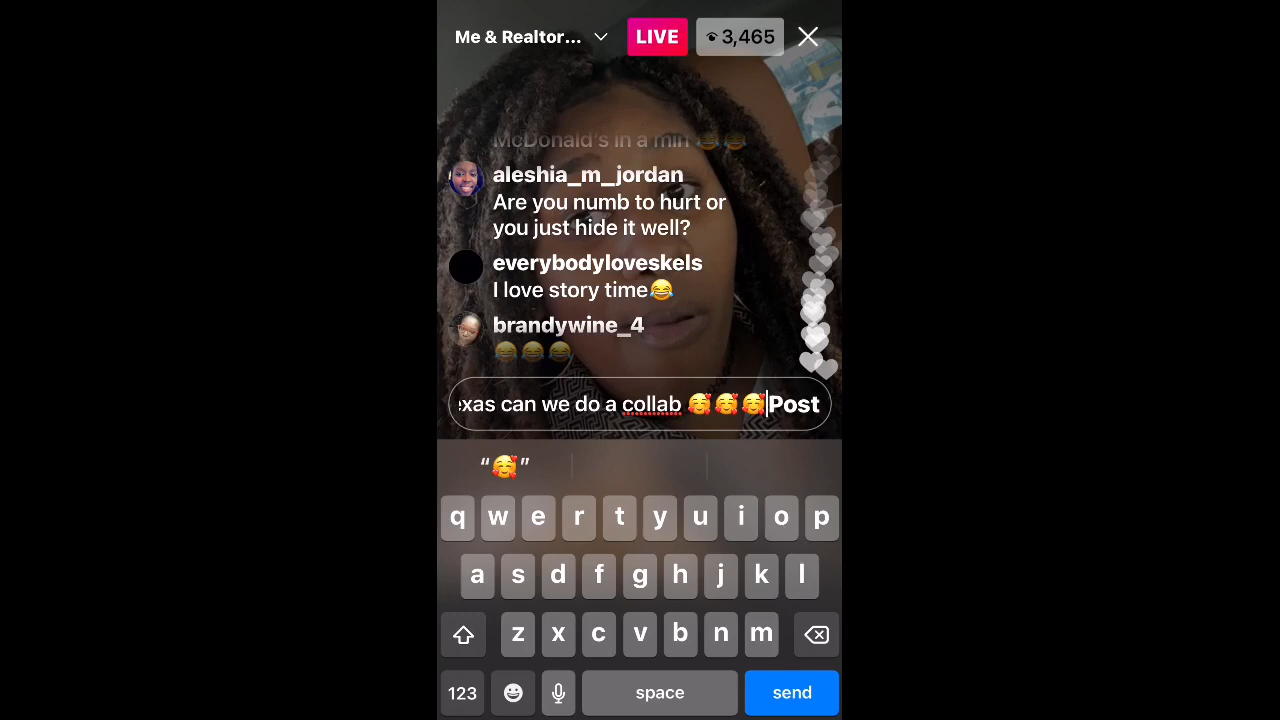 Me & Realtor...
LIVE
3,465
McDonald's in a min 😂😂
aleshia_m_jordan
Are you numb to hurt or
you just hide it well?
everybodyloveskels
I love story time😂
brandywine_4
😂😂😂
exas can we do a collab 🥰🥰🥰
Post
“🥰”
q w e r t y u i o p
a s d f g h j k l
z x c v b n m
123
space
send